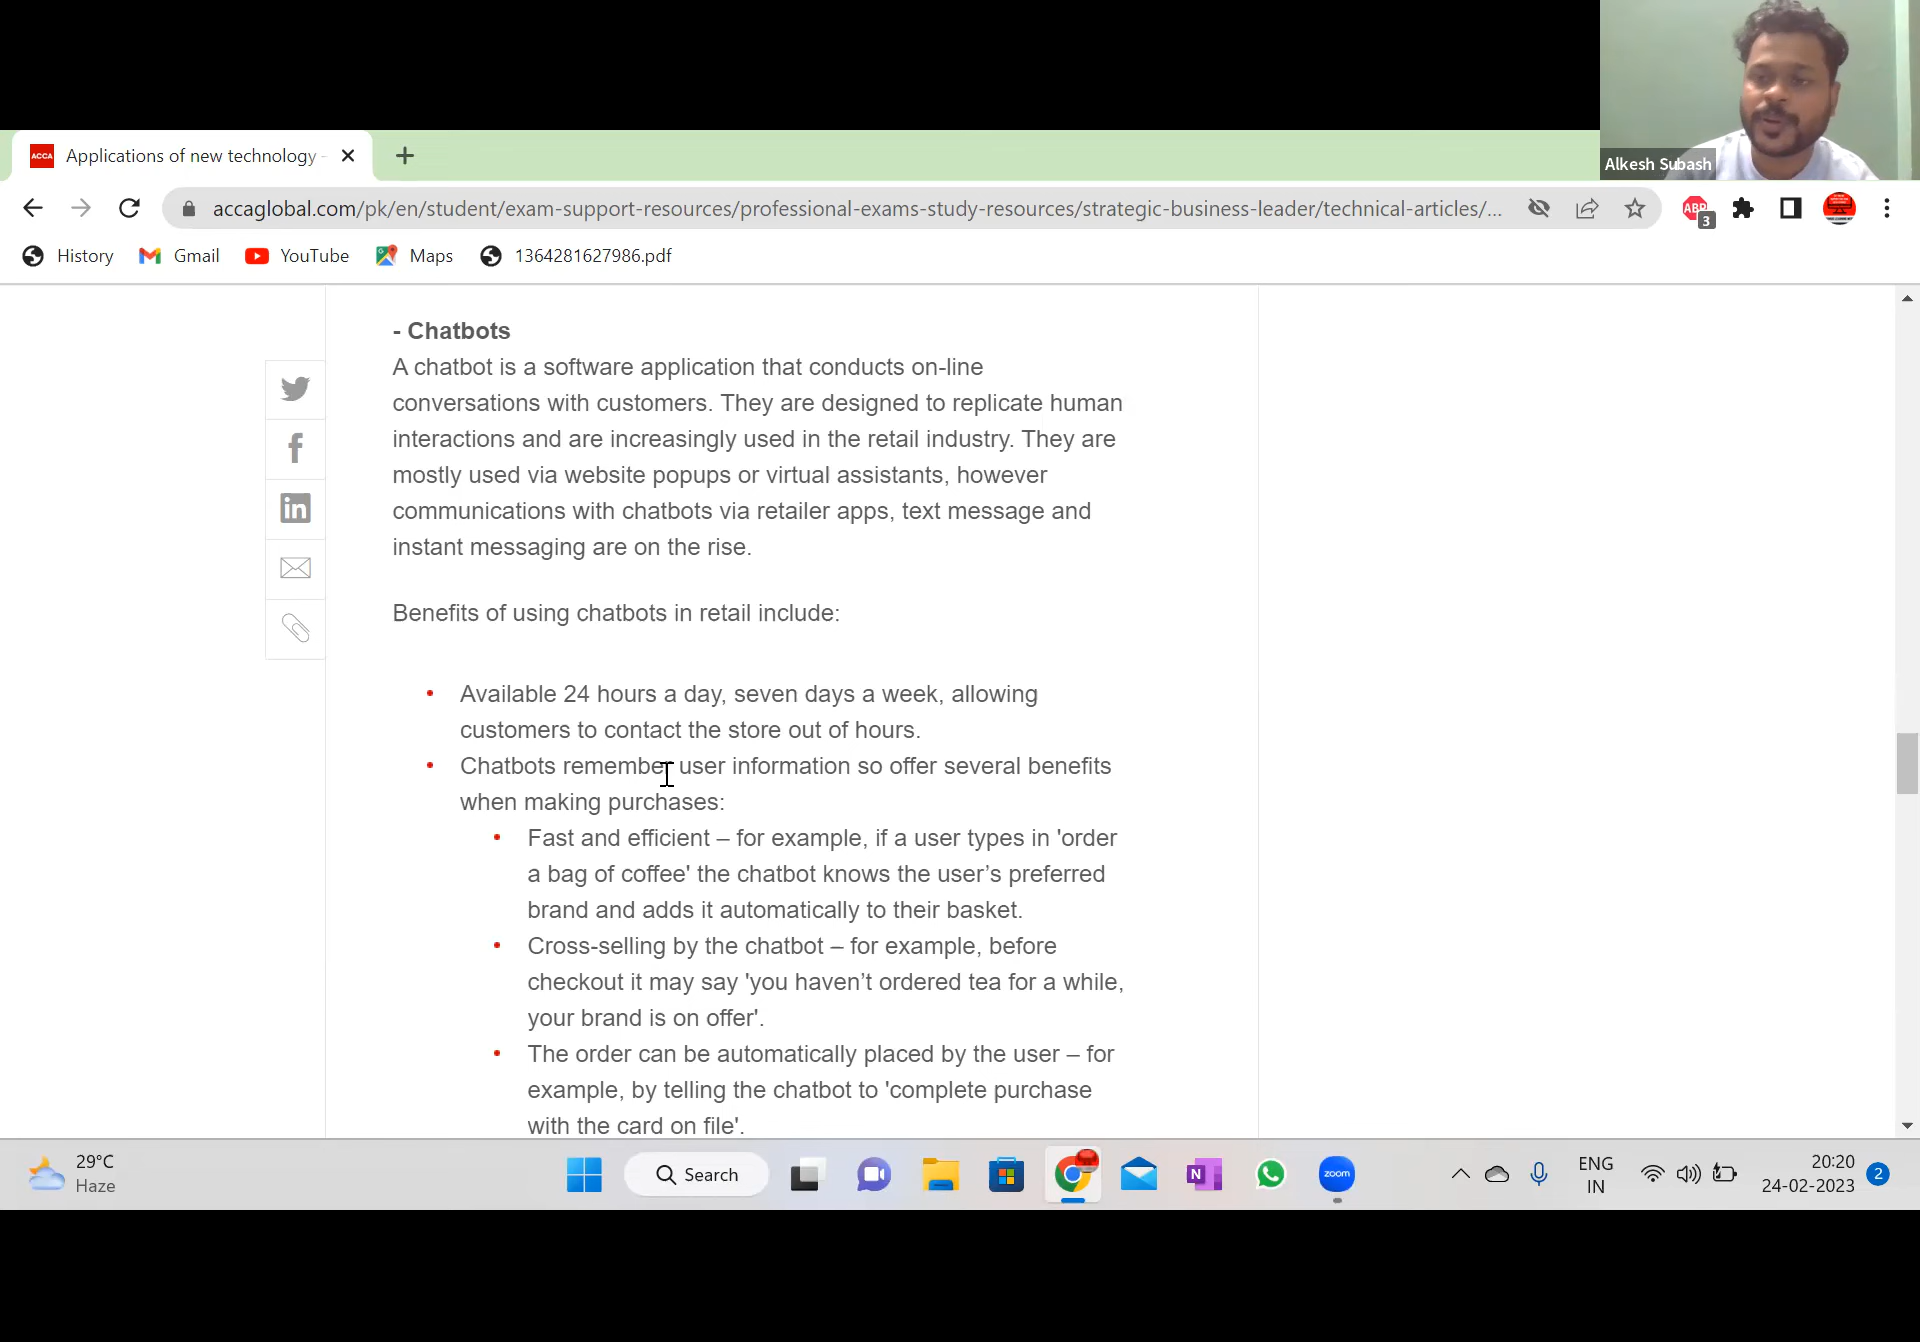 Alkesh Subash
ACCA Applications of new technology -
accaglobal.com/pk/en/student/exam-support-resources/professional-exams-study-resources/strategic-business-leader/technical-articles/...
ABP
3
History
Gmail
YouTube
Maps
1364281627986.pdf
- Chatbots
A chatbot is a software application that conducts on-line
conversations with customers. They are designed to replicate human
interactions and are increasingly used in the retail industry. They are
mostly used via website popups or virtual assistants, however
communications with chatbots via retailer apps, text message and
instant messaging are on the rise.
Benefits of using chatbots in retail include:
• Available 24 hours a day, seven days a week, allowing
customers to contact the store out of hours.
• Chatbots remember user information so offer several benefits
when making purchases:
• Fast and efficient – for example, if a user types in 'order
a bag of coffee' the chatbot knows the user’s preferred
brand and adds it automatically to their basket.
• Cross-selling by the chatbot – for example, before
checkout it may say 'you haven’t ordered tea for a while,
your brand is on offer'.
• The order can be automatically placed by the user – for
example, by telling the chatbot to 'complete purchase
with the card on file'.
29°C
Haze
Search
N
zoom
ENG
IN
20:20
24-02-2023
2